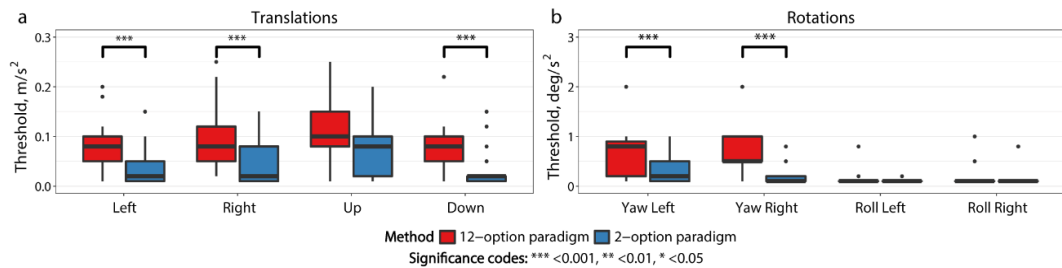 a Translations
Threshold, m/s²
0.3
0.2
0.1
0.0
*** *** ***
Left Right Up Down
b Rotations
Threshold, deg/s²
3
2
1
0
*** ***
Yaw Left Yaw Right Roll Left Roll Right
Method 12−option paradigm 2−option paradigm
Significance codes: *** <0.001, ** <0.01, * <0.05